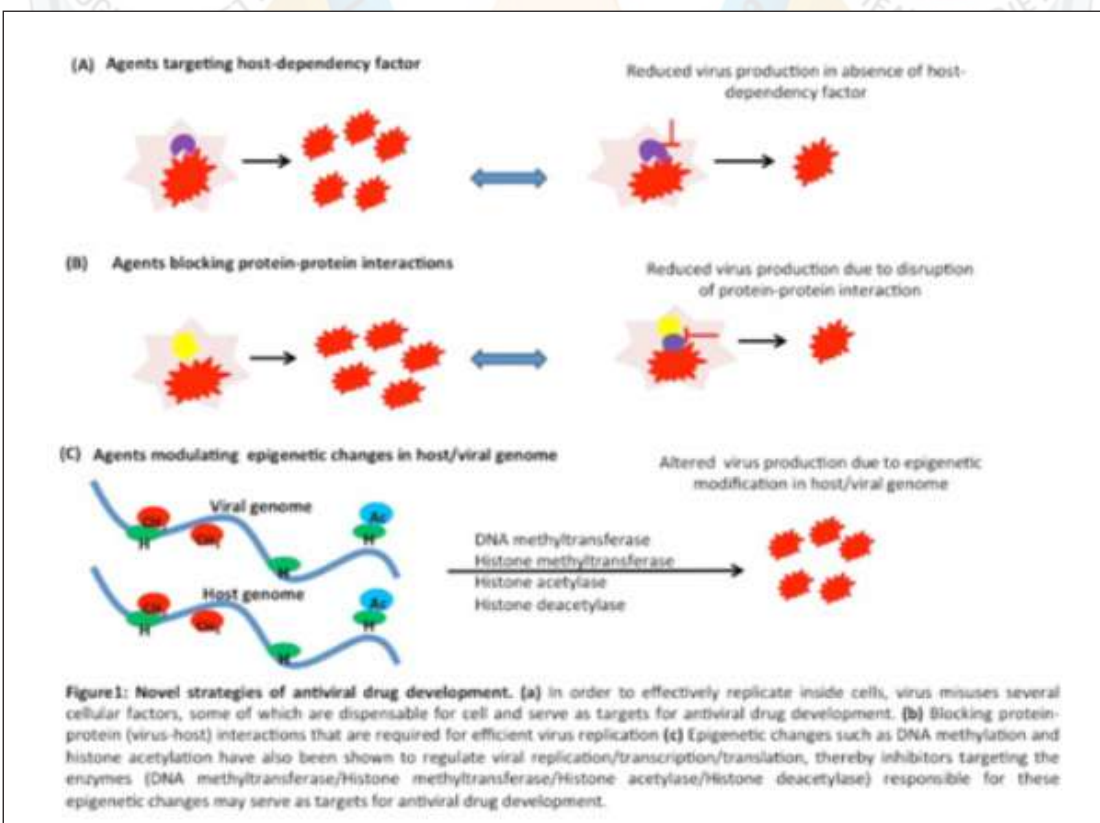 (A) Agents targeting host-dependency factor
Reduced virus production in absence of host-
dependency factor
(B) Agents blocking protein-protein interactions
Reduced virus production due to disruption
of protein-protein interaction
(C) Agents modulating epigenetic changes in host/viral genome
Altered virus production due to epigenetic
modification in host/viral genome
Viral genome
Ac
H
H
H
Host genome
Ac
H
H
H
DNA methyltransferase
Histone methyltransferase
Histone acetylase
Histone deacetylase
Figure1: Novel strategies of antiviral drug development. (a) In order to effectively replicate inside cells, virus misuses several
cellular factors, some of which are dispensable for cell and serve as targets for antiviral drug development. (b) Blocking protein-
protein (virus-host) interactions that are required for efficient virus replication (c) Epigenetic changes such as DNA methylation and
histone acetylation have also been shown to regulate viral replication/transcription/translation, thereby inhibitors targeting the
enzymes (DNA methyltransferase/Histone methyltransferase/Histone acetylase/Histone deacetylase) responsible for these
epigenetic changes may serve as targets for antiviral drug development.